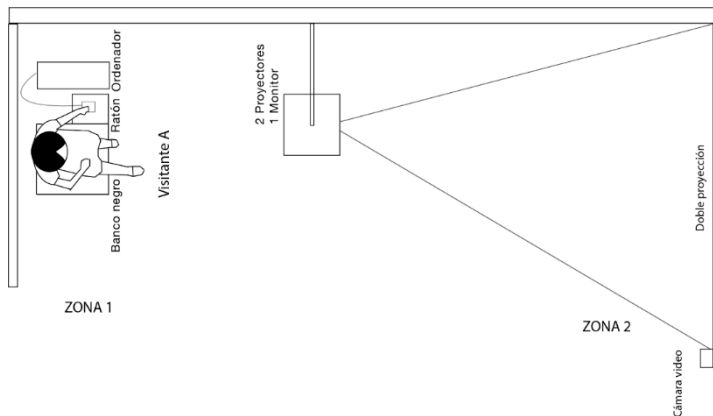 Ordenador
Ratón
Banco negro
Visitante A
2 Proyectores
1 Monitor
Doble proyección
ZONA 1
ZONA 2
Cámara video